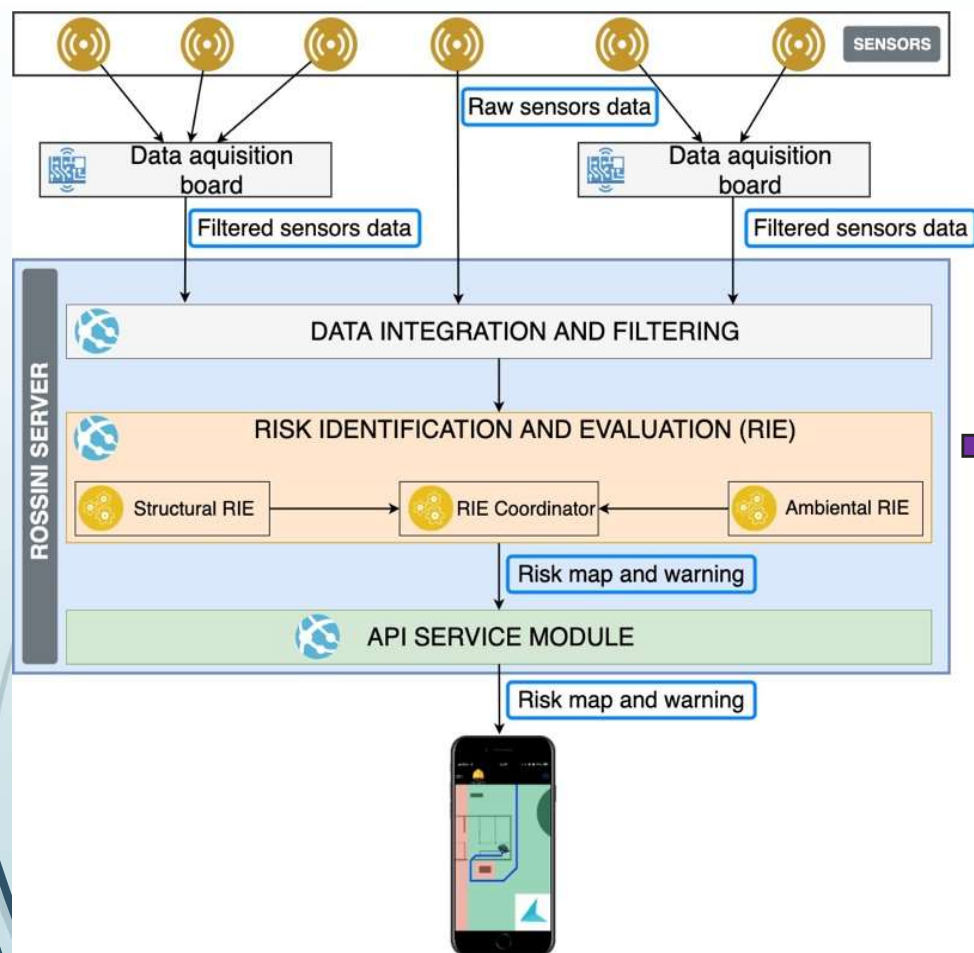 SENSORS
Raw sensors data
Data aquisition
board
Data aquisition
board
Filtered sensors data
Filtered sensors data
ROSSINI SERVER
DATA INTEGRATION AND FILTERING
RISK IDENTIFICATION AND EVALUATION (RIE)
Structural RIE
RIE Coordinator
Ambiental RIE
Risk map and warning
API SERVICE MODULE
Risk map and warning